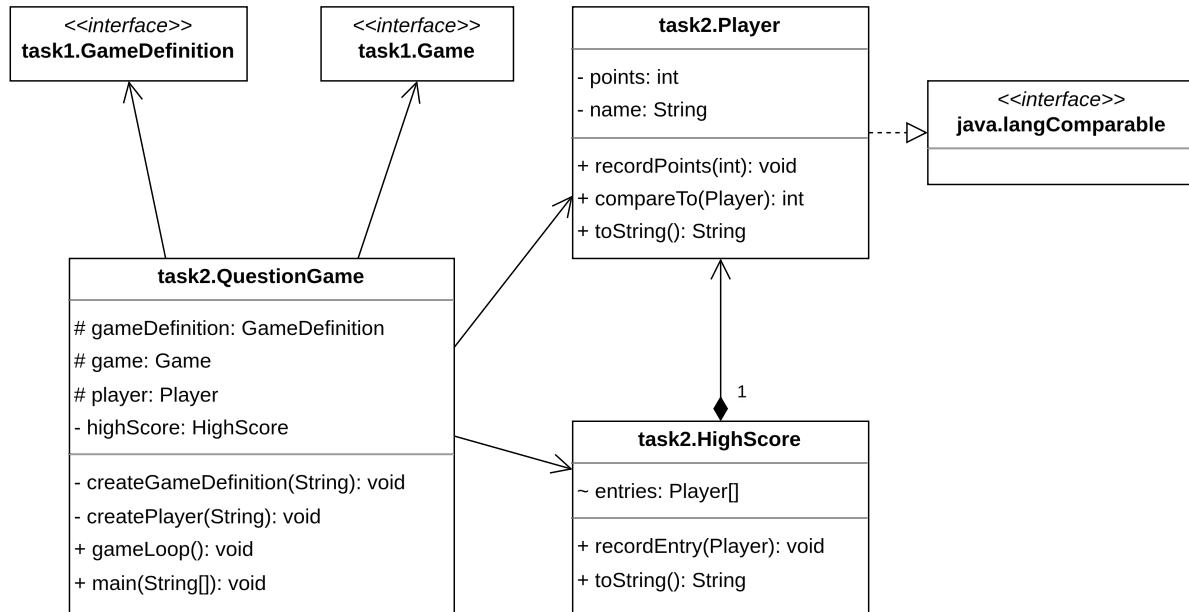 <<interface>>
task1.GameDefinition
<<interface>>
task1.Game
task2.Player
- points: int
- name: String
+ recordPoints(int): void
+ compareTo(Player): int
+ toString(): String
<<interface>>
java.langComparable
task2.QuestionGame
# gameDefinition: GameDefinition
# game: Game
# player: Player
- highScore: HighScore
- createGameDefinition(String): void
- createPlayer(String): void
+ gameLoop(): void
+ main(String[]): void
1
task2.HighScore
~ entries: Player[]
+ recordEntry(Player): void
+ toString(): String